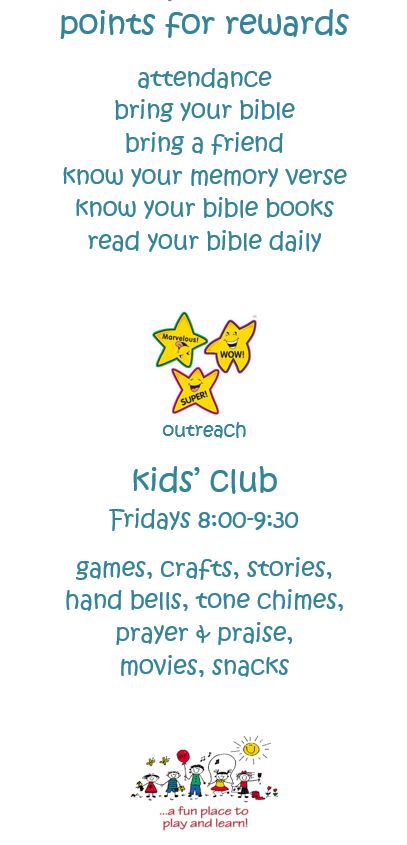 points for rewards
attendance
bring your bible
bring a friend
know your memory verse
know your bible books
read your bible daily
Marvelous!
WOW!
SUPER!
outreach
kids' club
Fridays 8:00-9:30
games, crafts, stories,
hand bells, tone chimes,
prayer & praise,
movies, snacks
...a fun place to
play and learn!